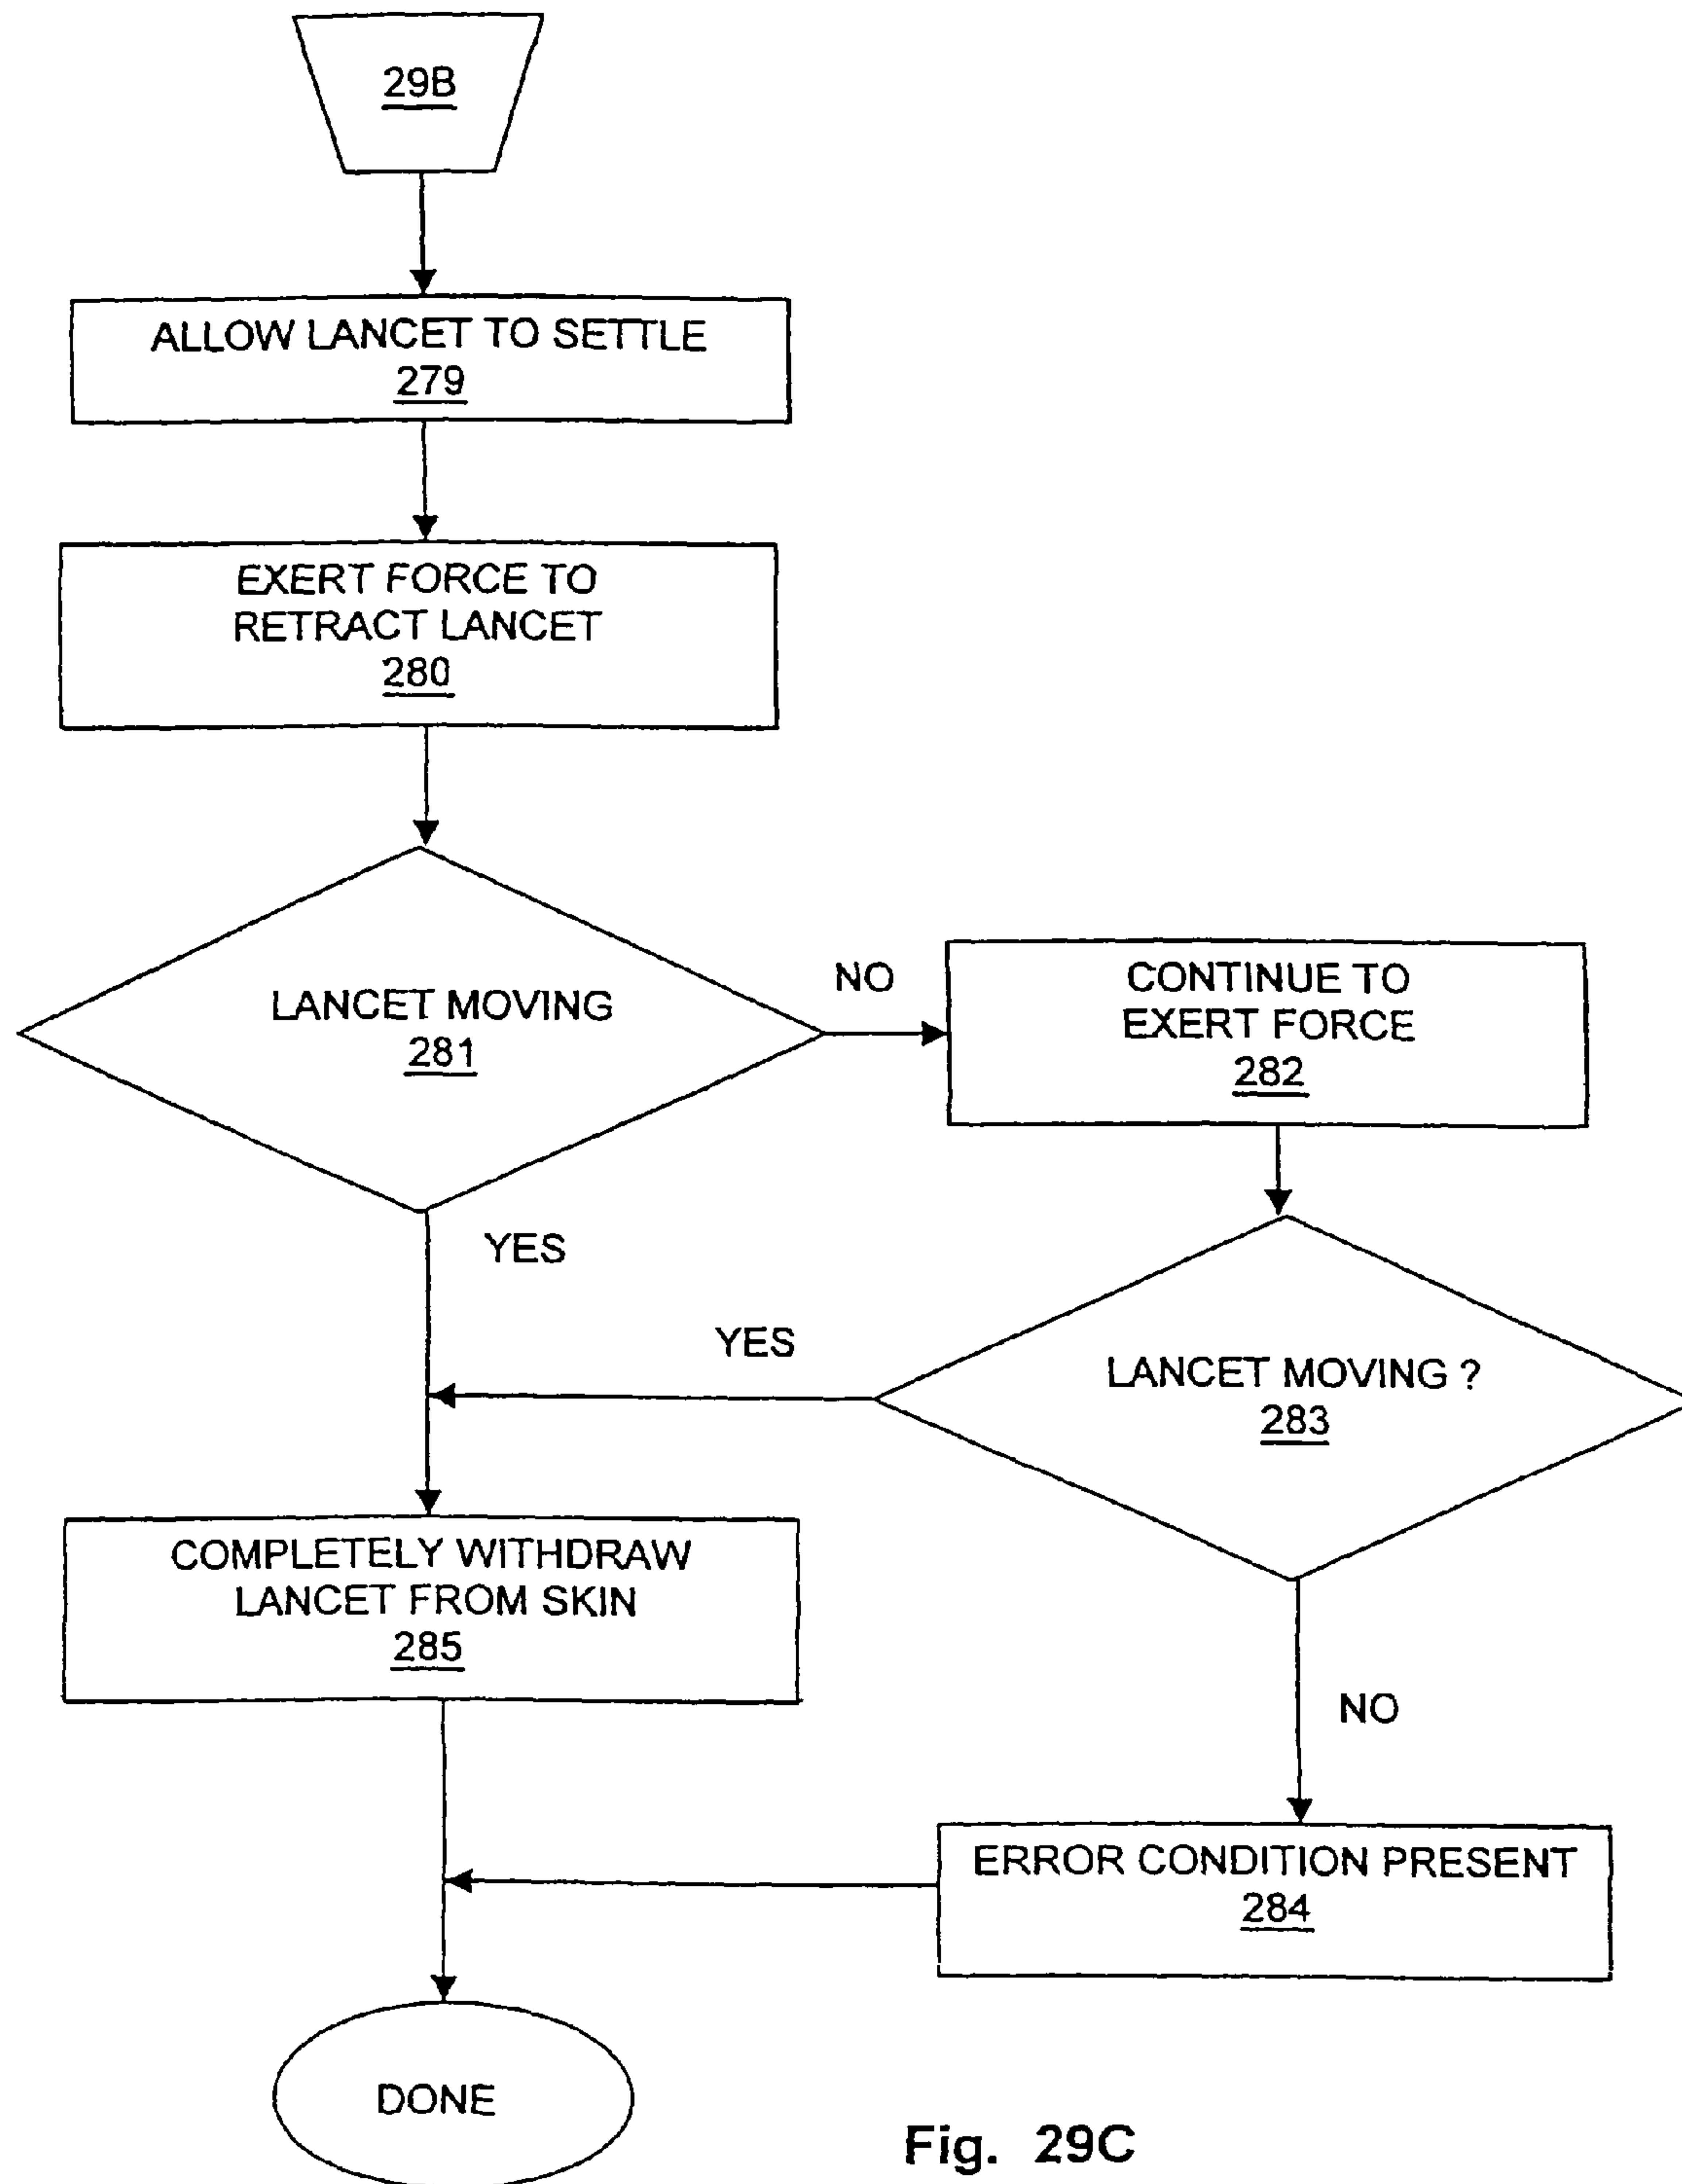 29B
ALLOW LANCET TO SETTLE
279
EXERT FORCE TO
RETRACT LANCET
280
LANCET MOVING
281
NO
CONTINUE TO
EXERT FORCE
282
YES
YES
LANCET MOVING ?
283
COMPLETELY WITHDRAW
LANCET FROM SKIN
285
NO
ERROR CONDITION PRESENT
284
DONE
Fig. 29C